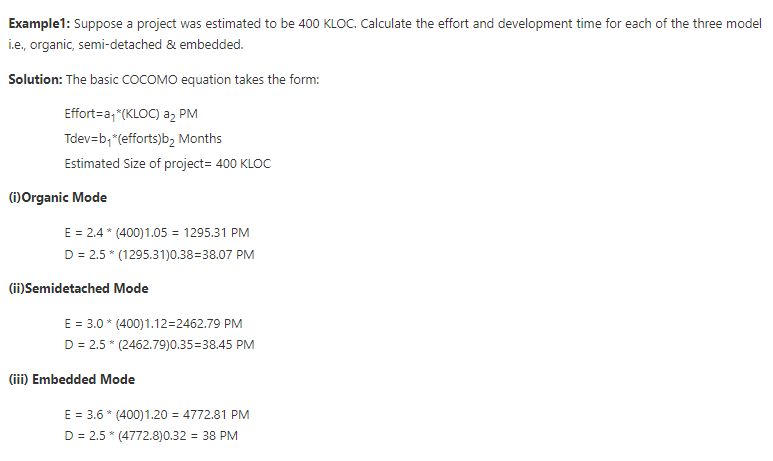 Example1: Suppose a project was estimated to be 400 KLOC. Calculate the effort and development time for each of the three model
i.e., organic, semi-detached & embedded.
Solution: The basic COCOMO equation takes the form:
Effort=a₁*(KLOC) a₂ PM
Tdev=b₁*(efforts)b₂ Months
Estimated Size of project= 400 KLOC
(i)Organic Mode
E = 2.4 * (400)1.05 = 1295.31 PM
D = 2.5 * (1295.31)0.38=38.07 PM
(ii)Semidetached Mode
E = 3.0 * (400)1.12=2462.79 PM
D = 2.5 * (2462.79)0.35=38.45 PM
(iii) Embedded Mode
E = 3.6 * (400)1.20 = 4772.81 PM
D = 2.5 * (4772.8)0.32 = 38 PM